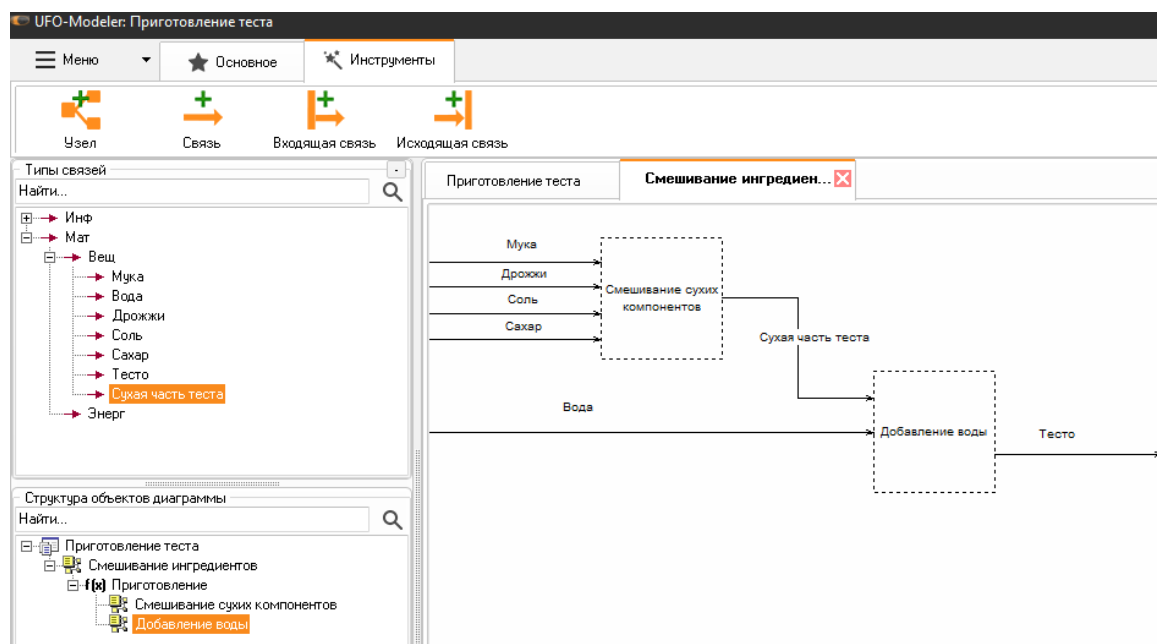 UFO-Modeler: Приготовление теста
Меню
Основное
Инструменты
Узел
Связь
Входящая связь
Исходящая связь
Типы связей
Найти...
Инф
Мат
Вещ
Мука
Вода
Дрожжи
Соль
Сахар
Тесто
Сухая часть теста
Энерг
Структура объектов диаграммы
Найти...
Приготовление теста
Смешивание ингредиентов
f(x) Приготовление
Смешивание сухих компонентов
Добавление воды
Приготовление теста
Смешивание ингредиен...
Мука
Дрожжи
Соль
Сахар
Смешивание сухих
компонентов
Сухая часть теста
Вода
Добавление воды
Тесто